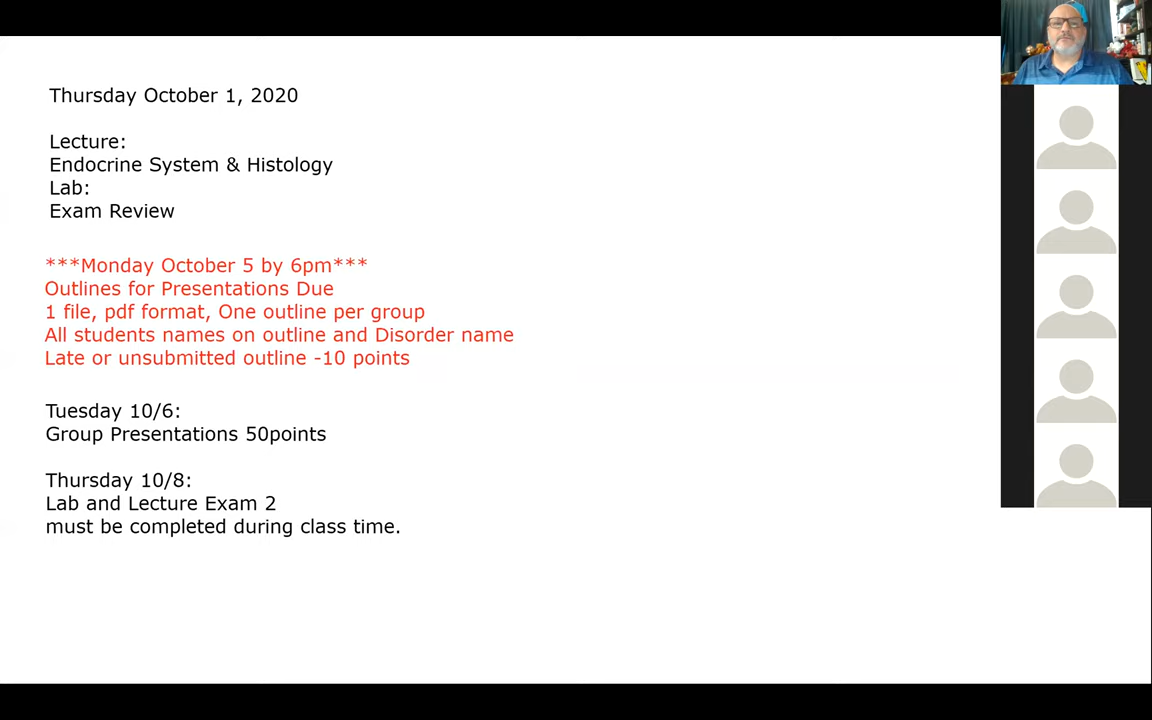 Thursday October 1, 2020
Lecture:
Endocrine System & Histology
Lab:
Exam Review
***Monday October 5 by 6pm***
Outlines for Presentations Due
1 file, pdf format, One outline per group
All students names on outline and Disorder name
Late or unsubmitted outline -10 points
Tuesday 10/6:
Group Presentations 50points
Thursday 10/8:
Lab and Lecture Exam 2
must be completed during class time.